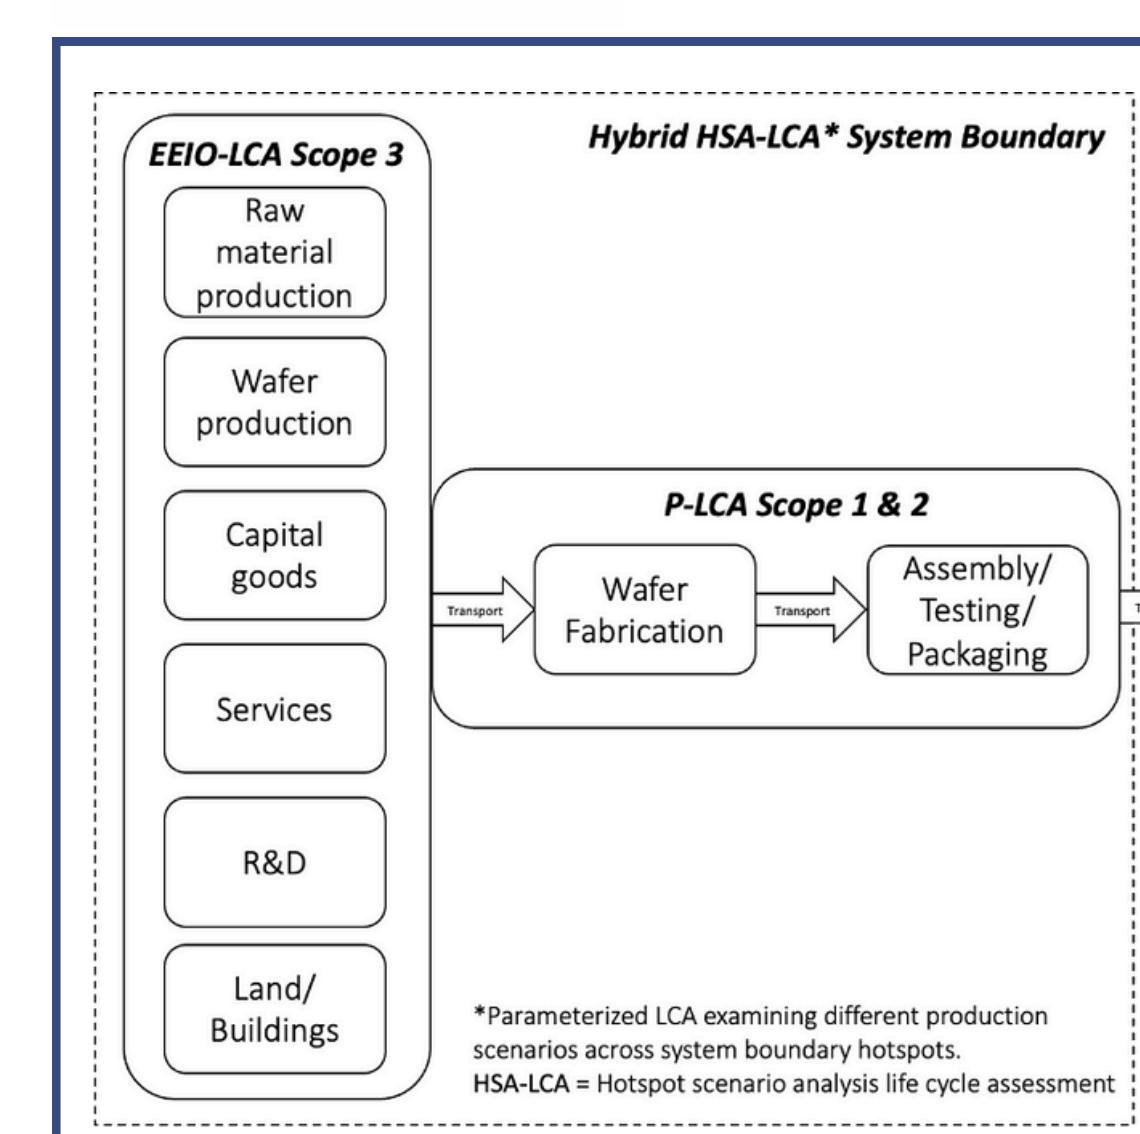 Hybrid HSA-LCA* System Boundary
EEIO-LCA Scope 3
Raw
material
production
Wafer
production
Capital
goods
Services
R&D
Land/
Buildings
P-LCA Scope 1 & 2
Transport
Wafer
Fabrication
Transport
Assembly/
Testing/
Packaging
*Parameterized LCA examining different production
scenarios across system boundary hotspots.
HSA-LCA = Hotspot scenario analysis life cycle assessment